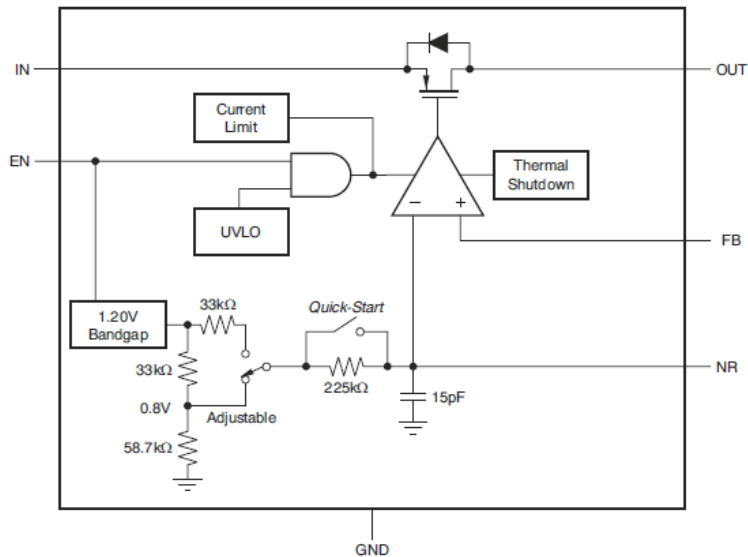 IN
OUT
Current
Limit
EN
Thermal
Shutdown
−
+
UVLO
FB
1.20V
Bandgap
33kΩ
Quick-Start
NR
33kΩ
225kΩ
15pF
0.8V
Adjustable
58.7kΩ
GND